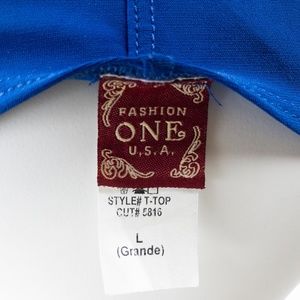 FASHION
ONE
U.S.A.
STYLE# T-TOP
CUT# 5816
L
(Grande)